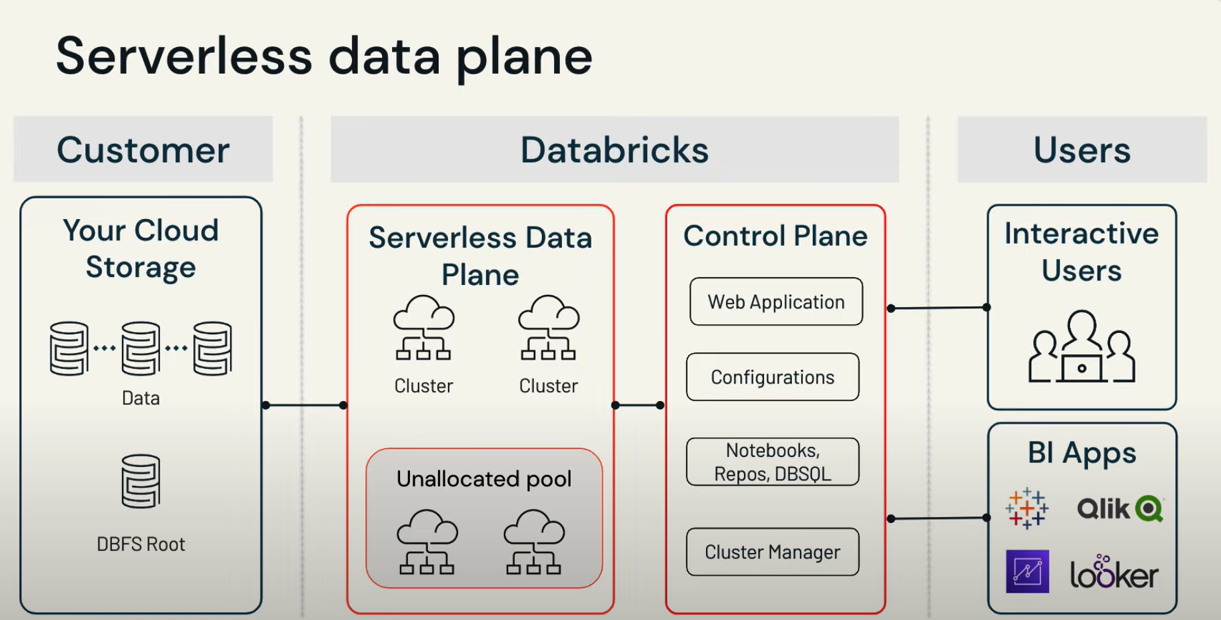 Serverless data plane
Customer
Databricks
Users
Your Cloud
Storage
Data
DBFS Root
Serverless Data
Plane
Cluster
Cluster
Unallocated pool
Control Plane
Web Application
Configurations
Notebooks,
Repos, DBSQL
Cluster Manager
Interactive
Users
BI Apps
Qlik
looker